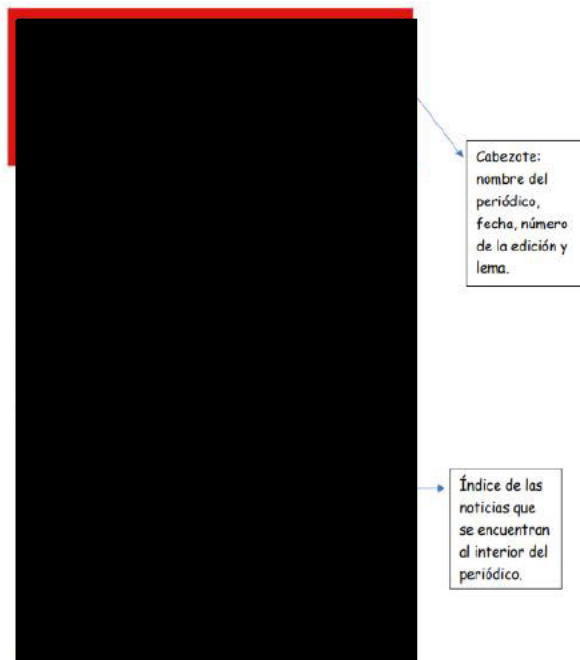 Cabezote:
nombre del
periódico,
fecha, número
de la edición y
lema.
Índice de las
noticias que
se encuentran
al interior del
periódico.